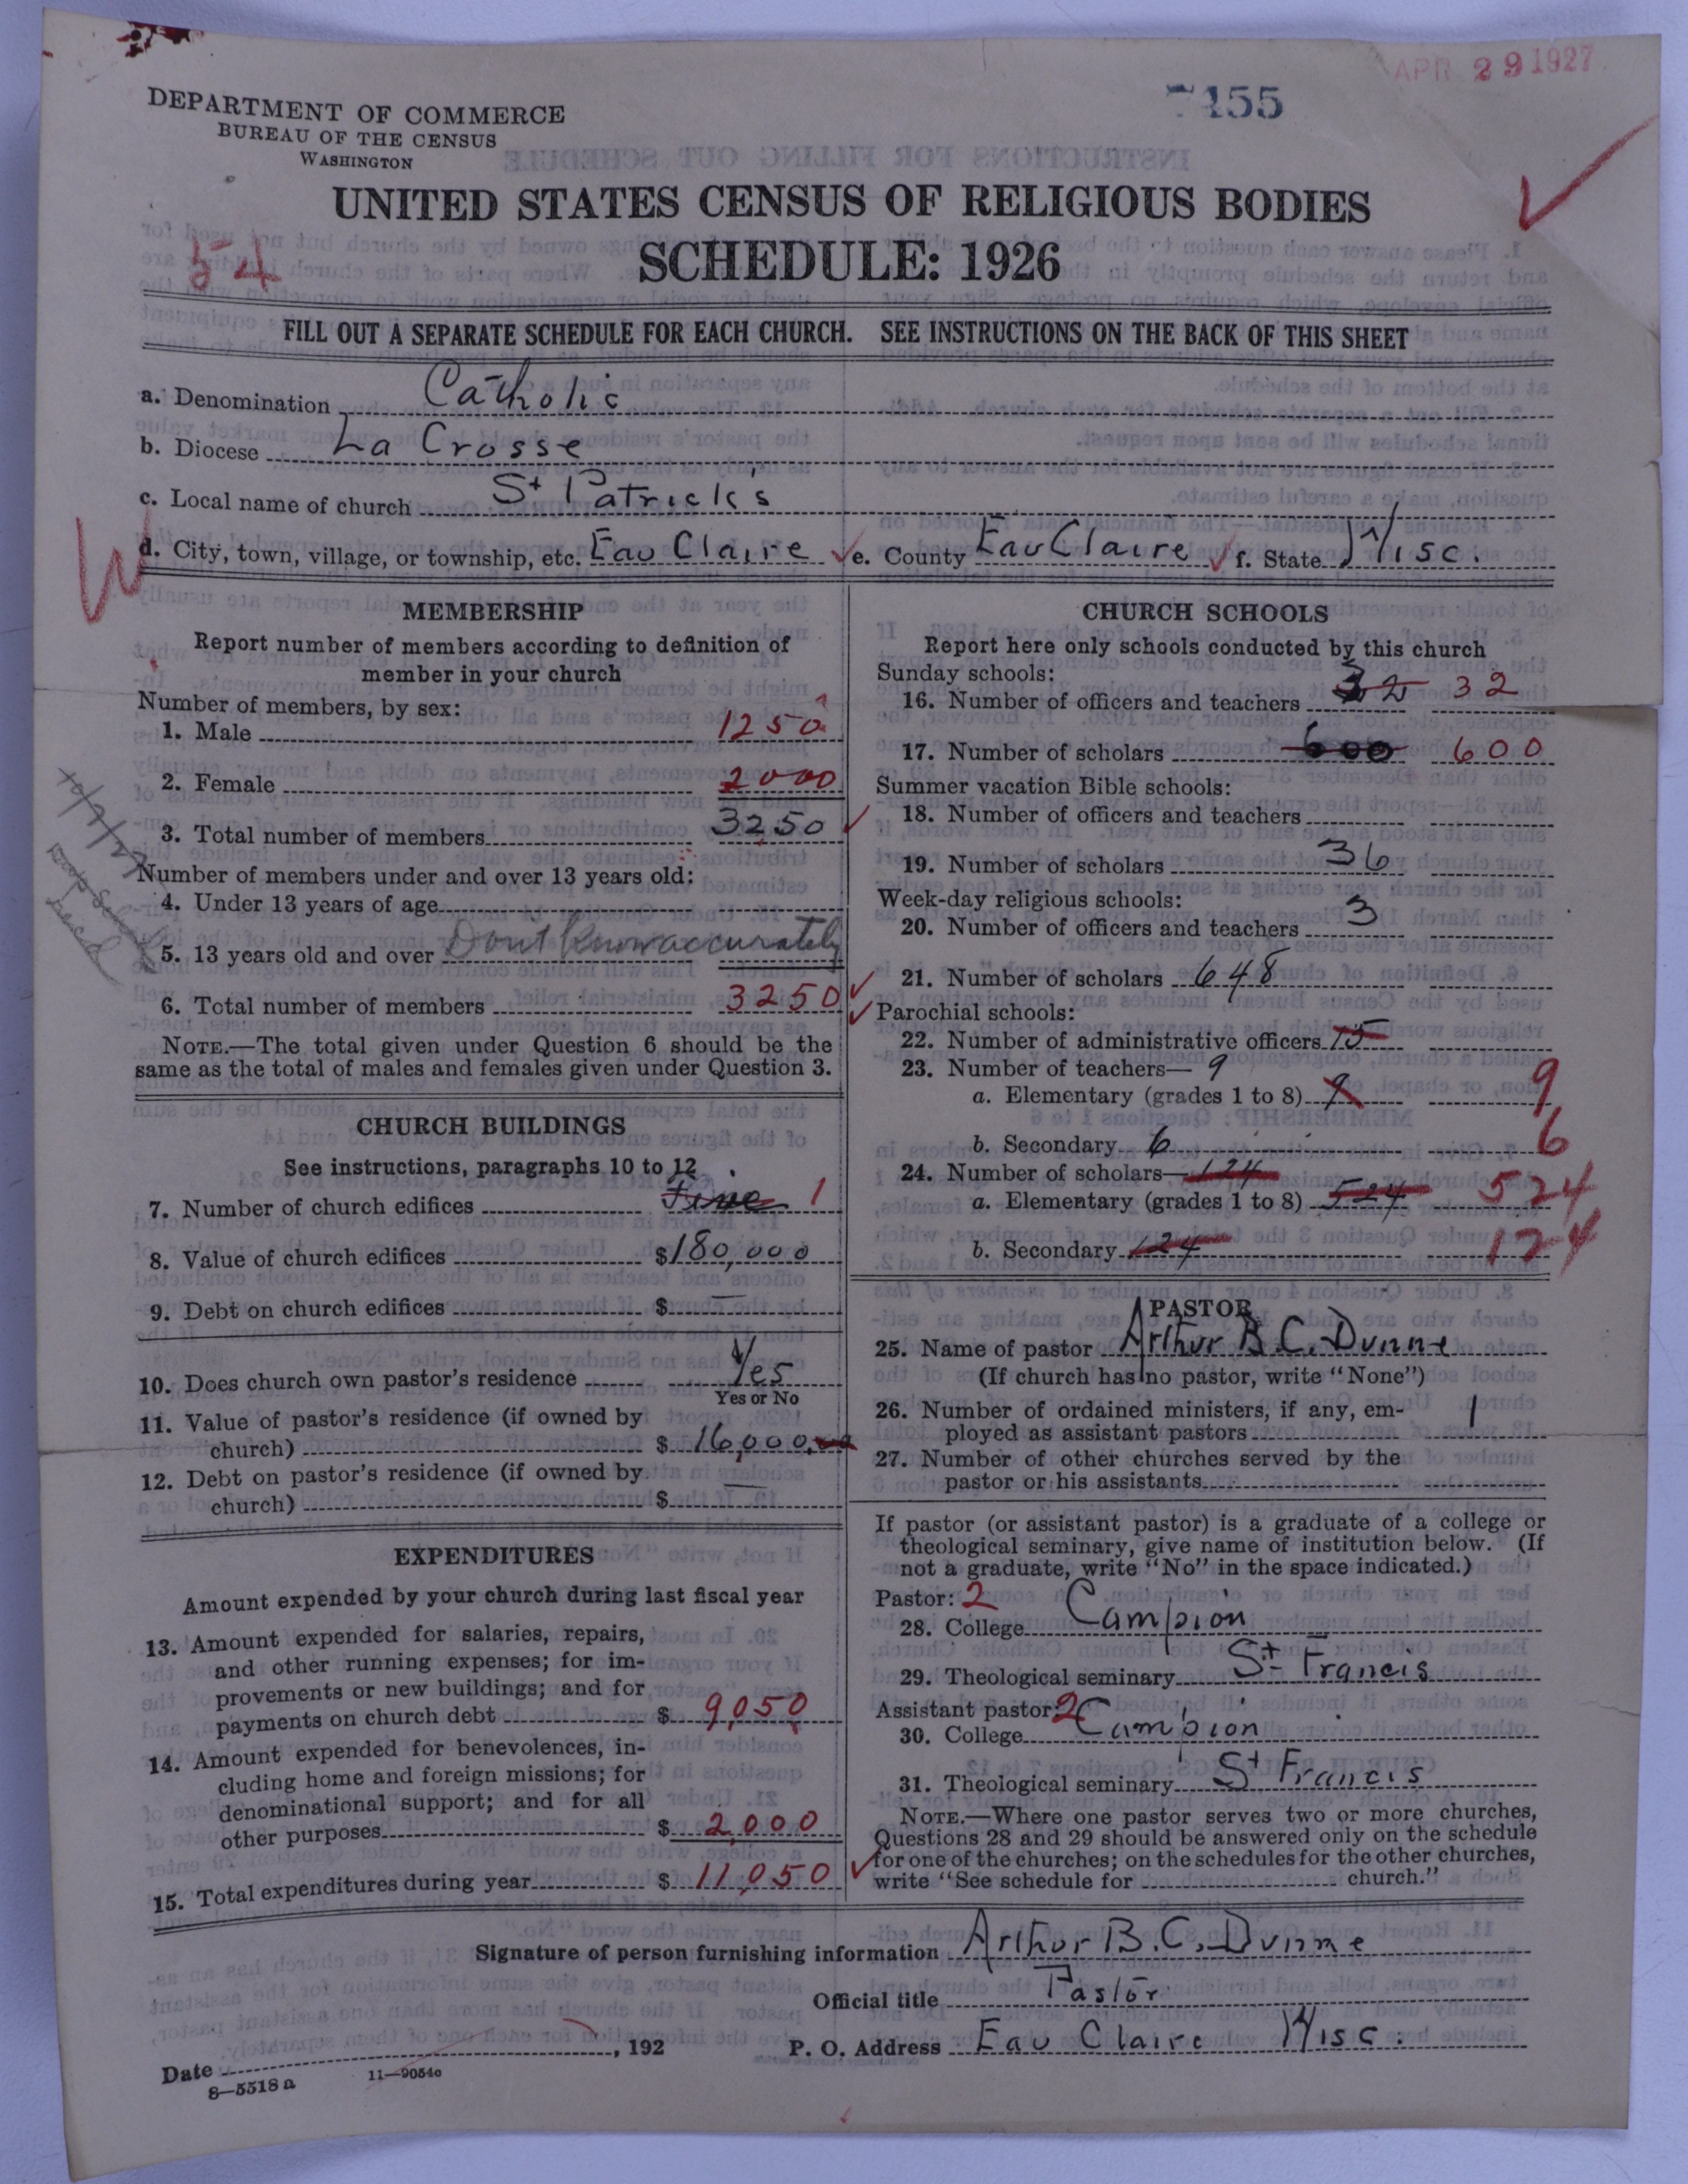 APR 29 1927
7455
DEPARTMENT OF COMMERCE
BUREAU OF THE CENSUS
WASHINGTON
UNITED STATES CENSUS OF RELIGIOUS BODIES
SCHEDULE: 1926
54
FILL OUT A SEPARATE SCHEDULE FOR EACH CHURCH. SEE INSTRUCTIONS ON THE BACK OF THIS SHEET
a. Denomination Catholic
b. Diocese La Crosse
c. Local name of church St Patrick's
d. City, town, village, or township, etc. Eau Claire e. County Eau Claire f. State Wisc.
W
MEMBERSHIP
Report number of members according to definition of
member in your church
Number of members, by sex:
1. Male 1250
2. Female 2000
3. Total number of members 3250
Number of members under and over 13 years old:
4. Under 13 years of age
5. 13 years old and over Dont Know accurately
6. Total number of members 3250
NOTE.—The total given under Question 6 should be the
same as the total of males and females given under Question 3.
CHURCH BUILDINGS
See instructions, paragraphs 10 to 12
7. Number of church edifices 1
8. Value of church edifices $180,000
9. Debt on church edifices $ —
10. Does church own pastor's residence Yes
Yes or No
11. Value of pastor's residence (if owned by
church) $ 16,000.00
12. Debt on pastor's residence (if owned by
church) $ —
EXPENDITURES
Amount expended by your church during last fiscal year
13. Amount expended for salaries, repairs,
and other running expenses; for im-
provements or new buildings; and for
payments on church debt $ 9,050
14. Amount expended for benevolences, in-
cluding home and foreign missions; for
denominational support; and for all
other purposes $ 2,000
15. Total expenditures during year $ 11,050
CHURCH SCHOOLS
Report here only schools conducted by this church
Sunday schools:
16. Number of officers and teachers 32 32
17. Number of scholars 600 600
Summer vacation Bible schools:
18. Number of officers and teachers
19. Number of scholars 36
Week-day religious schools:
20. Number of officers and teachers 3
21. Number of scholars 648
Parochial schools:
22. Number of administrative officers 15
23. Number of teachers— 9
a. Elementary (grades 1 to 8) 9 9
b. Secondary 6 6
24. Number of scholars— 124
a. Elementary (grades 1 to 8) 524 524
b. Secondary 124 124
PASTOR
25. Name of pastor Arthur B.C. Dunne
(If church has no pastor, write "None")
26. Number of ordained ministers, if any, em-
ployed as assistant pastors 1
27. Number of other churches served by the
pastor or his assistants
If pastor (or assistant pastor) is a graduate of a college or
theological seminary, give name of institution below. (If
not a graduate, write "No" in the space indicated.)
Pastor: 2
28. College Campion
29. Theological seminary St Francis
Assistant pastor: 2
30. College Campion
31. Theological seminary St Francis
NOTE.—Where one pastor serves two or more churches,
Questions 28 and 29 should be answered only on the schedule
for one of the churches; on the schedules for the other churches,
write "See schedule for church."
Signature of person furnishing information Arthur B.C. Dunne
Official title Pastor
Date , 192 P. O. Address Eau Claire Wisc.
8—5518 a 11—9054c